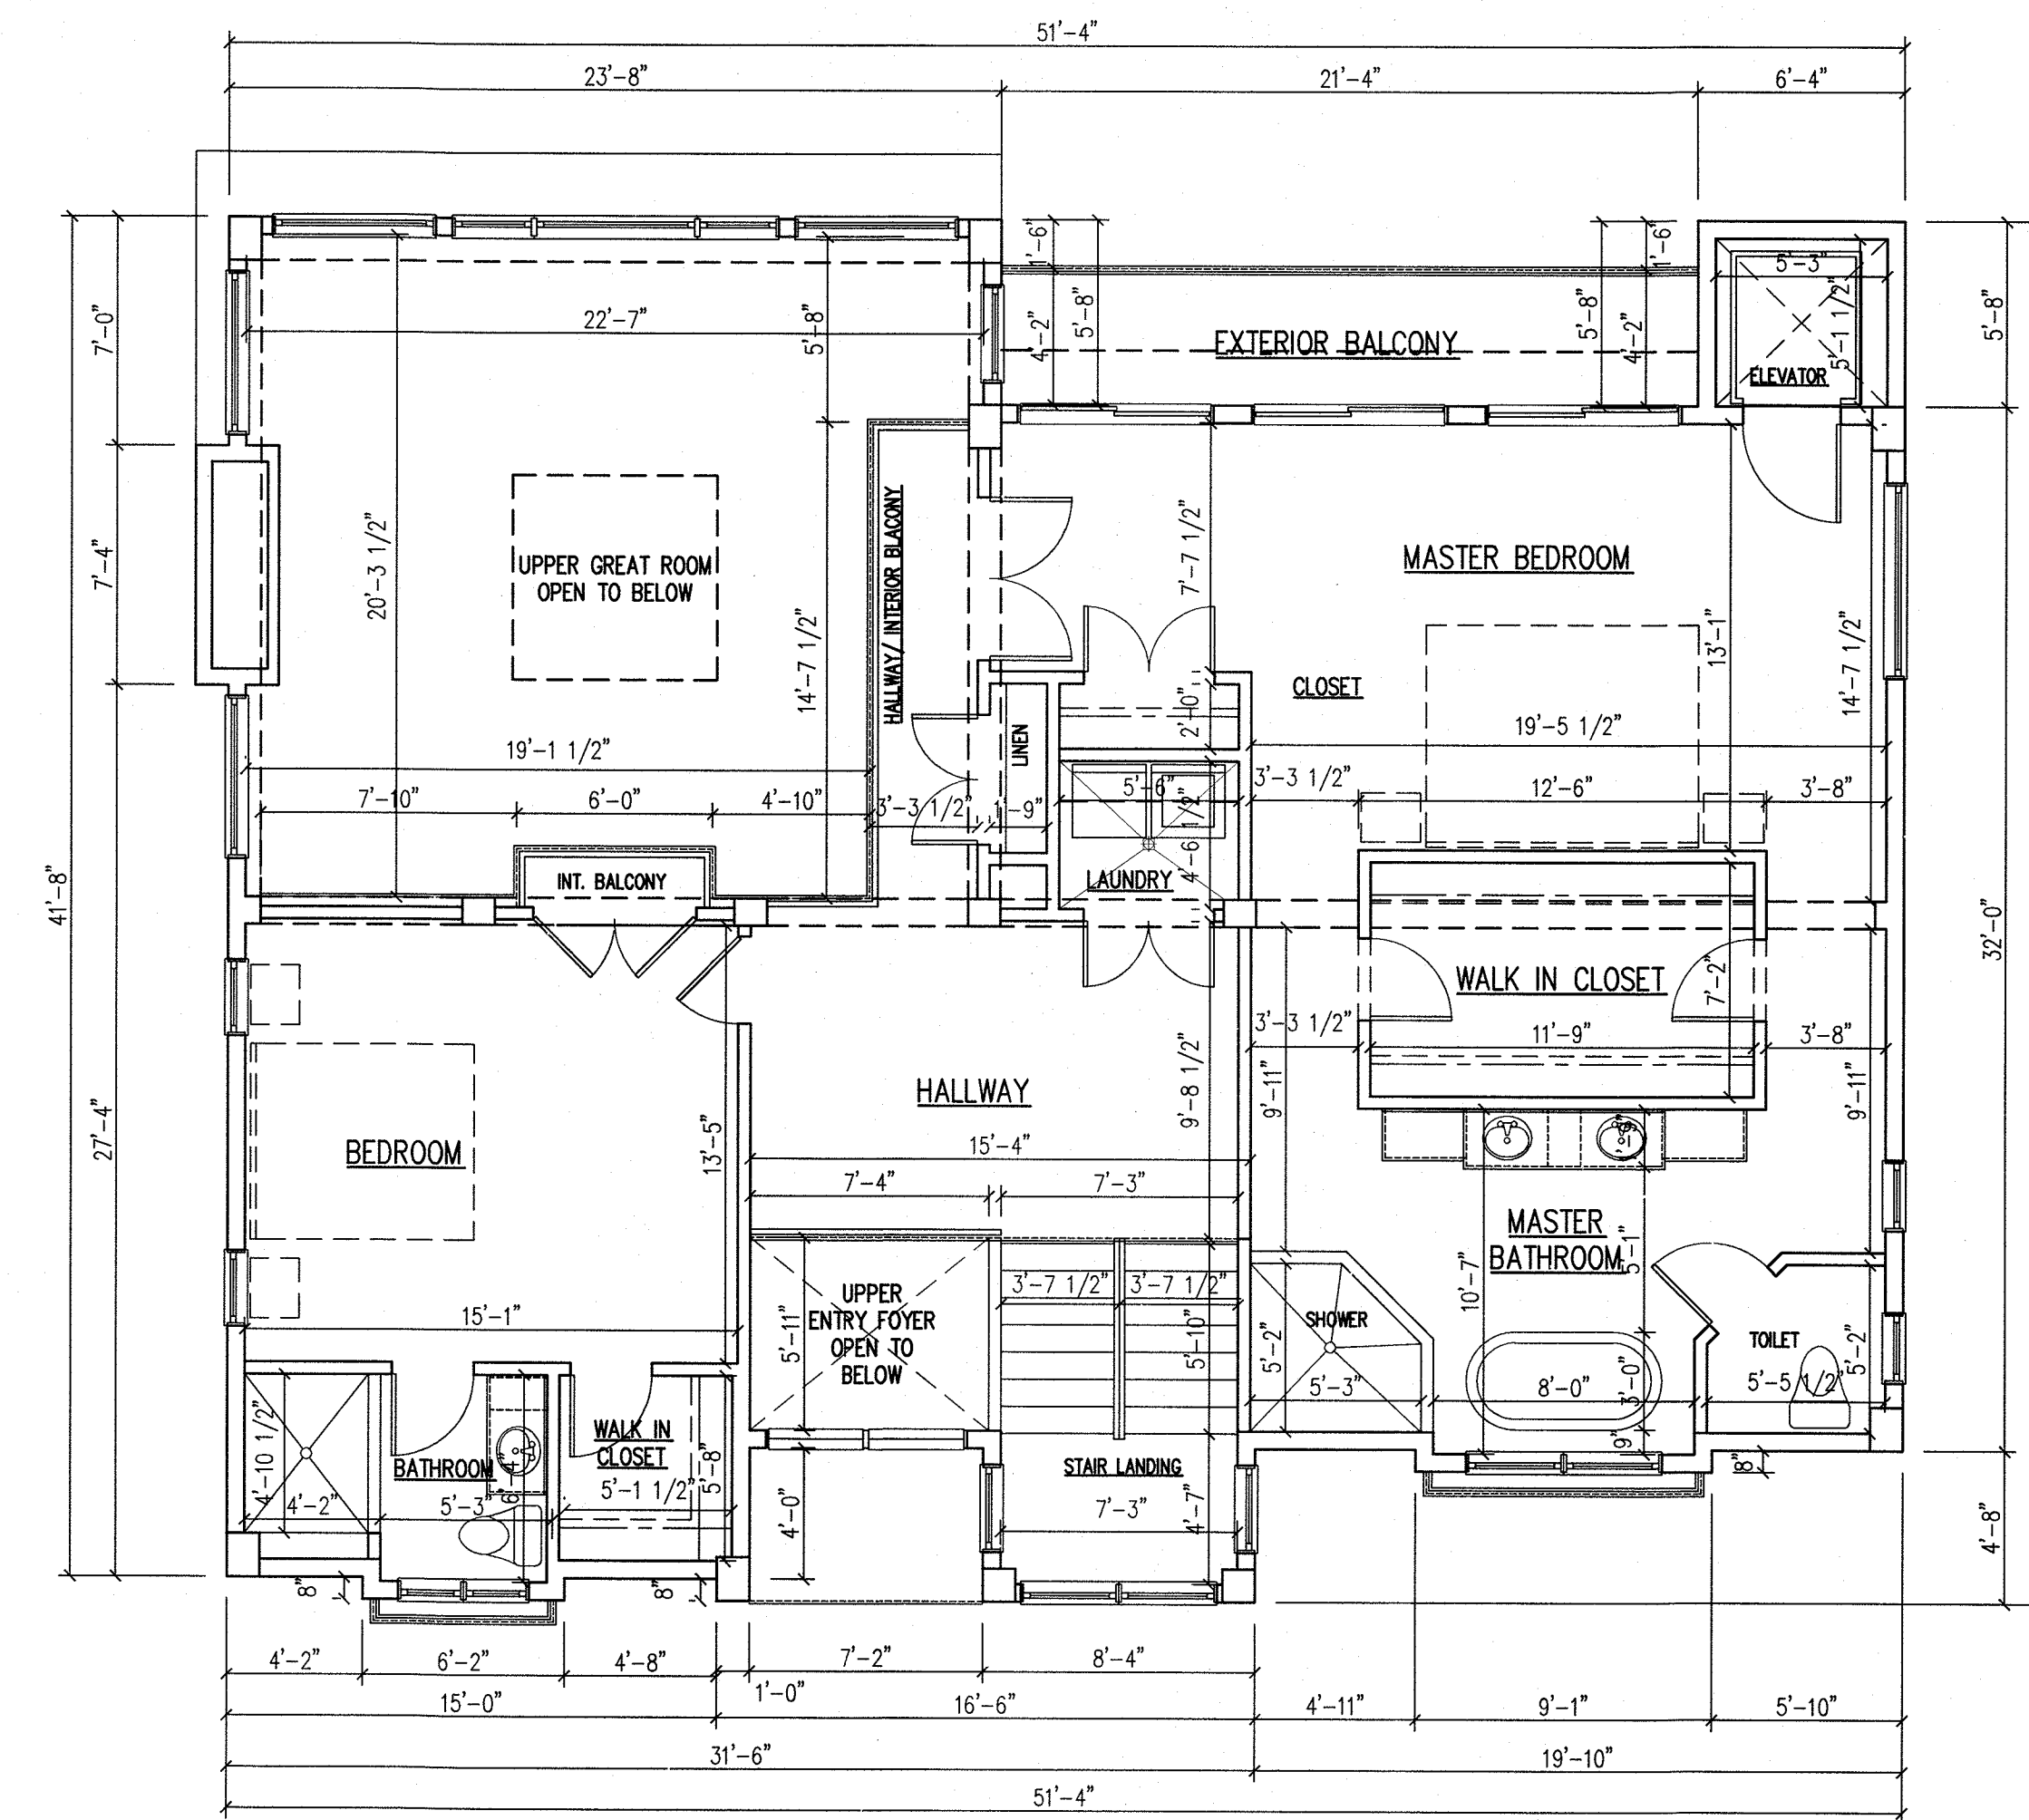 51'-4"
23'-8" 21'-4" 6'-4"
1'-6" 1'-6"
5'-3"
7'-0" 22'-7" 5'-8" 4'-2" 5'-8" EXTERIOR BALCONY 5'-8" 4'-2" 5'-1 1/2" 5'-8"
ELEVATOR
HALLWAY/ INTERIOR BLACONY
7'-4" 20'-3 1/2" UPPER GREAT ROOM
OPEN TO BELOW
7'-7 1/2" MASTER BEDROOM
14'-7 1/2" 13'-1" 14'-7 1/2"
CLOSET
LINEN 2'-0"
19'-1 1/2" 19'-5 1/2"
7'-10" 6'-0" 4'-10" 3'-3 1/2" 1'-9" 5'-6" 3'-3 1/2" 12'-6" 3'-8"
4'-6 1/2"
INT. BALCONY LAUNDRY
41'-8" 32'-0"
WALK IN CLOSET 7'-2"
3'-3 1/2" 11'-9" 3'-8"
27'-4" HALLWAY 9'-8 1/2" 9'-11" 9'-11"
BEDROOM 13'-5" 15'-4"
7'-4" 7'-3"
MASTER
BATHROOM 5'-1"
10'-7"
UPPER
ENTRY FOYER
OPEN TO
BELOW
5'-11" 3'-7 1/2" 3'-7 1/2" 5'-10"
15'-1" SHOWER 5'-2" TOILET 5'-2"
5'-3" 8'-0" 3'-0" 5'-5 1/2"
9"
WALK IN
CLOSET
4'-10 1/2" BATHROOM 5'-8" STAIR LANDING 8"
4'-2" 5'-3" 5'-1 1/2" 4'-0" 7'-3" 4'-7" 4'-8"
8" 8"
4'-2" 6'-2" 4'-8" 7'-2" 8'-4"
15'-0" 1'-0" 16'-6" 4'-11" 9'-1" 5'-10"
31'-6" 19'-10"
51'-4"